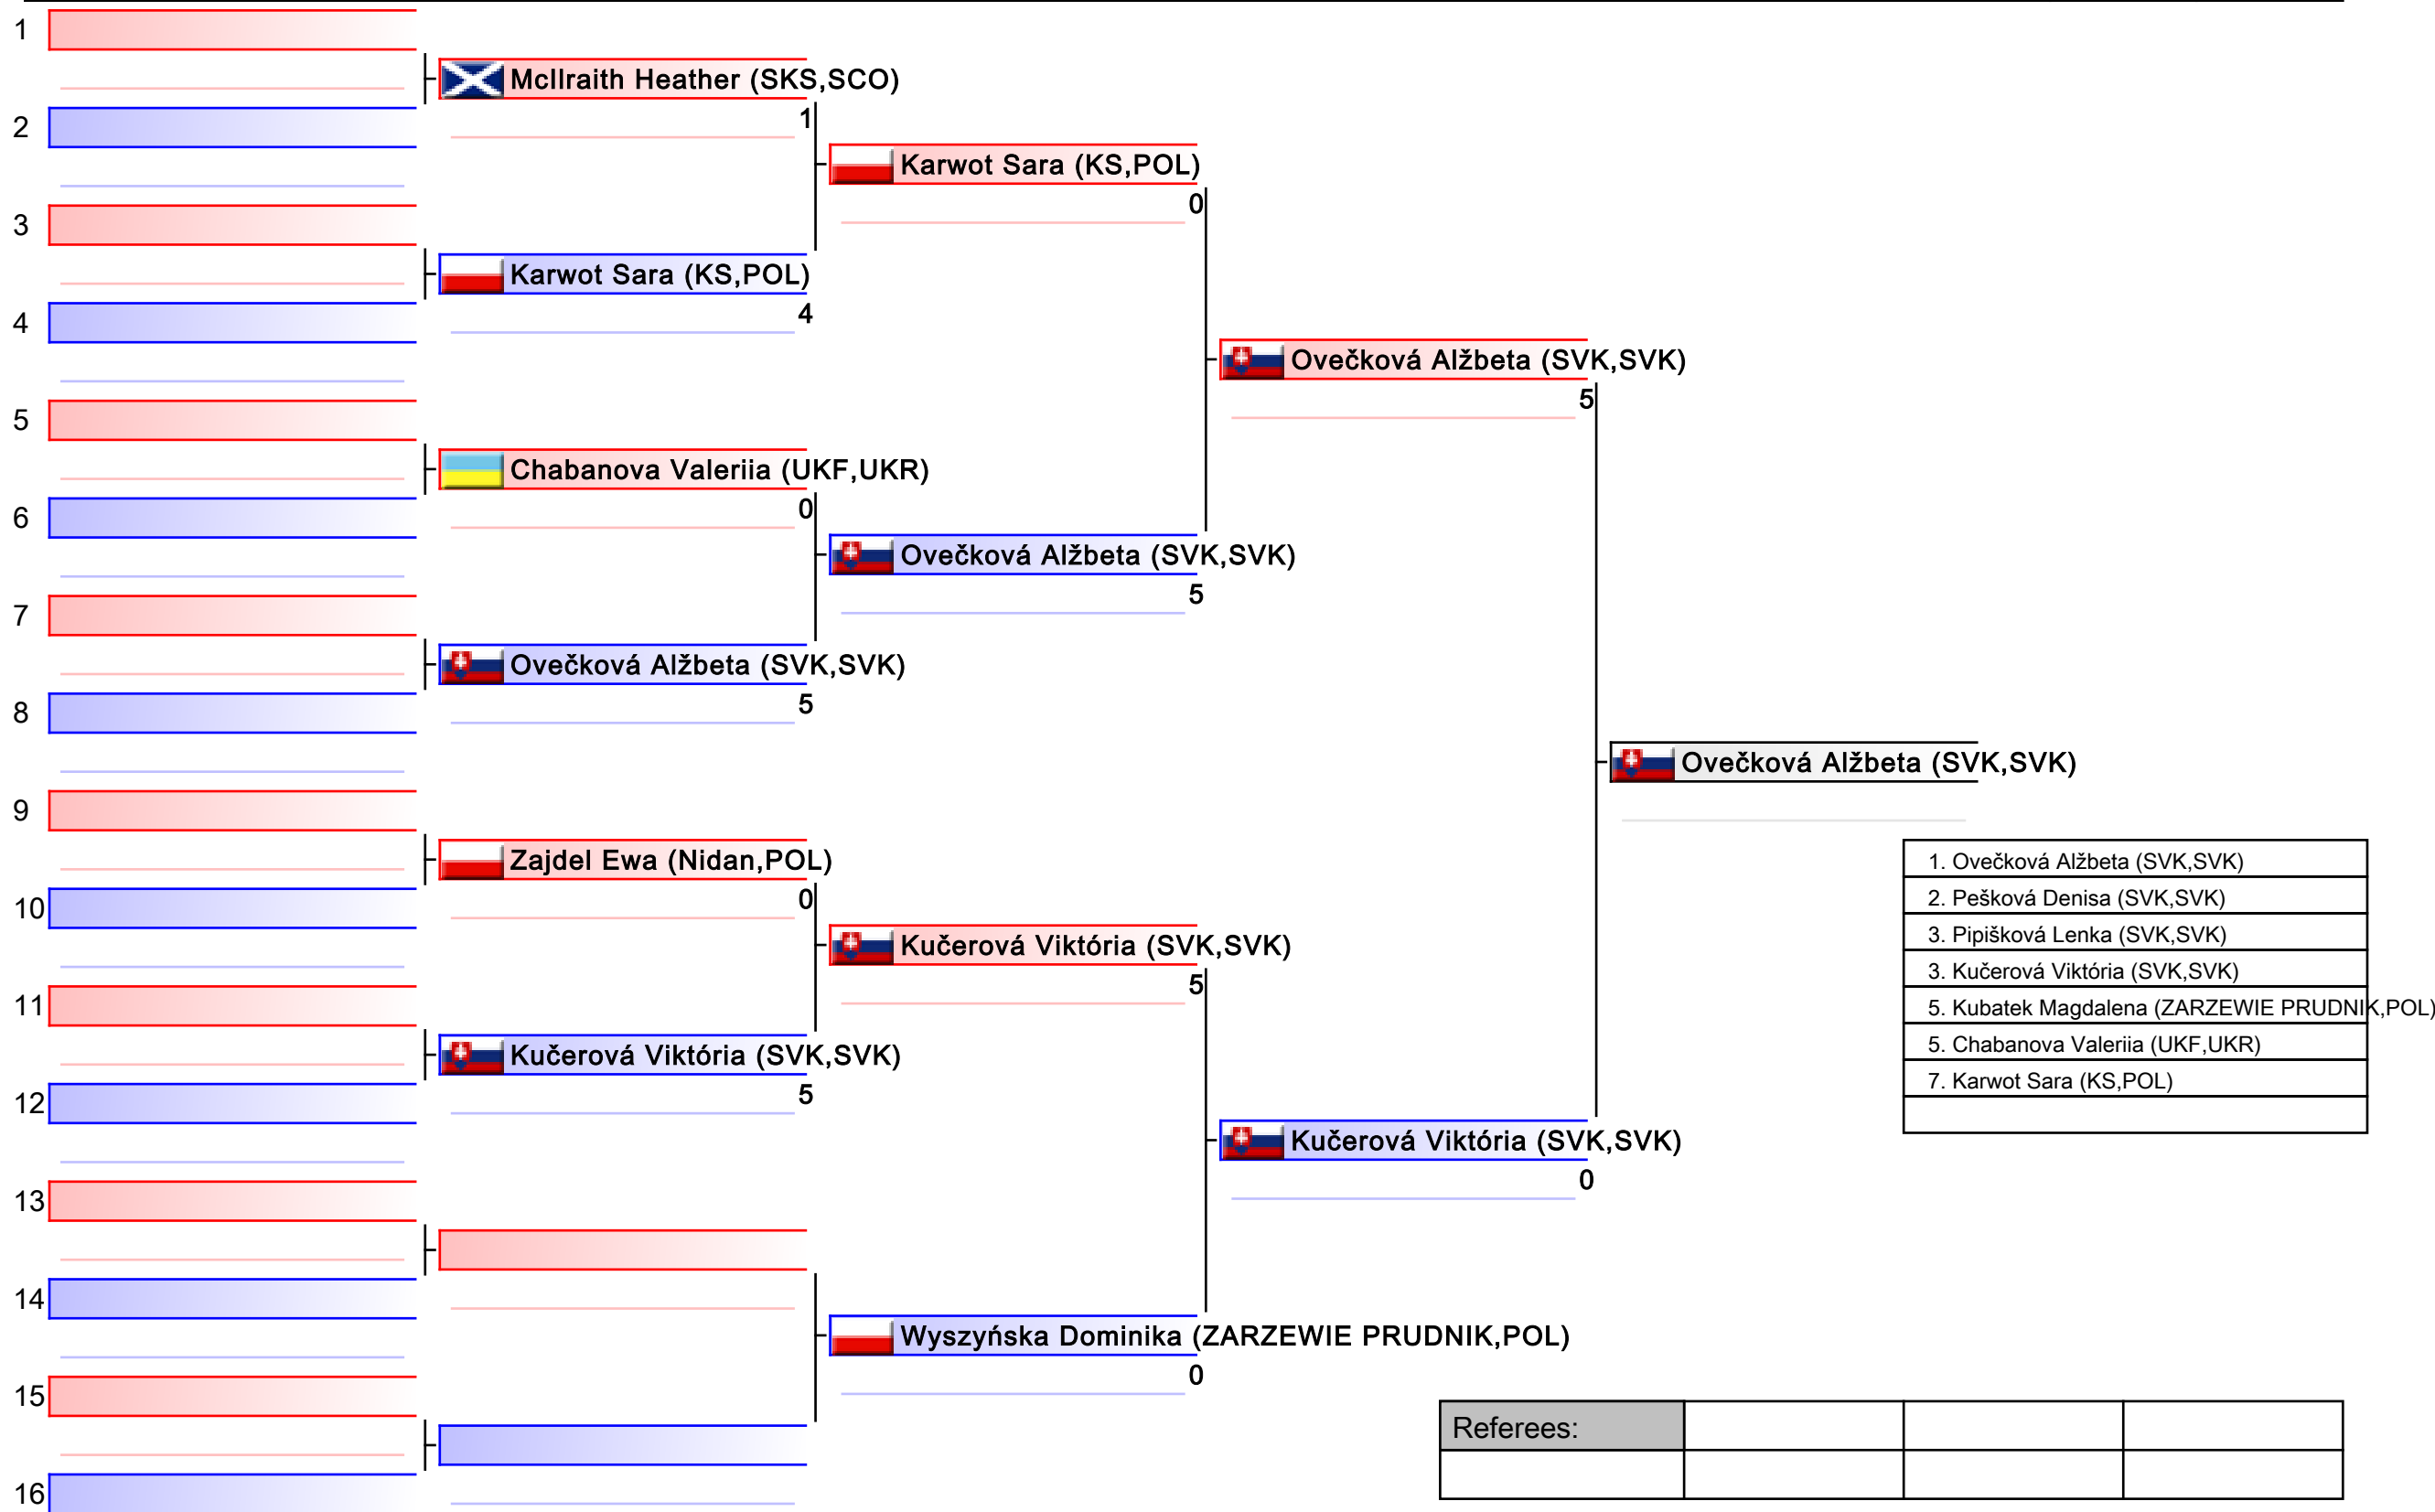 1
McIlraith Heather (SKS,SCO)
1
2
Karwot Sara (KS,POL)
0
3
Karwot Sara (KS,POL)
4
4
Ovečková Alžbeta (SVK,SVK)
5
5
Chabanova Valeriia (UKF,UKR)
0
6
Ovečková Alžbeta (SVK,SVK)
5
7
Ovečková Alžbeta (SVK,SVK)
5
8
Ovečková Alžbeta (SVK,SVK)
9
Zajdel Ewa (Nidan,POL)
0
10
Kučerová Viktória (SVK,SVK)
5
11
Kučerová Viktória (SVK,SVK)
5
12
Kučerová Viktória (SVK,SVK)
0
13
14
Wyszyńska Dominika (ZARZEWIE PRUDNIK,POL)
0
15
16
1. Ovečková Alžbeta (SVK,SVK)
2. Pešková Denisa (SVK,SVK)
3. Pipišková Lenka (SVK,SVK)
3. Kučerová Viktória (SVK,SVK)
5. Kubatek Magdalena (ZARZEWIE PRUDNIK,POL)
5. Chabanova Valeriia (UKF,UKR)
7. Karwot Sara (KS,POL)
Referees: